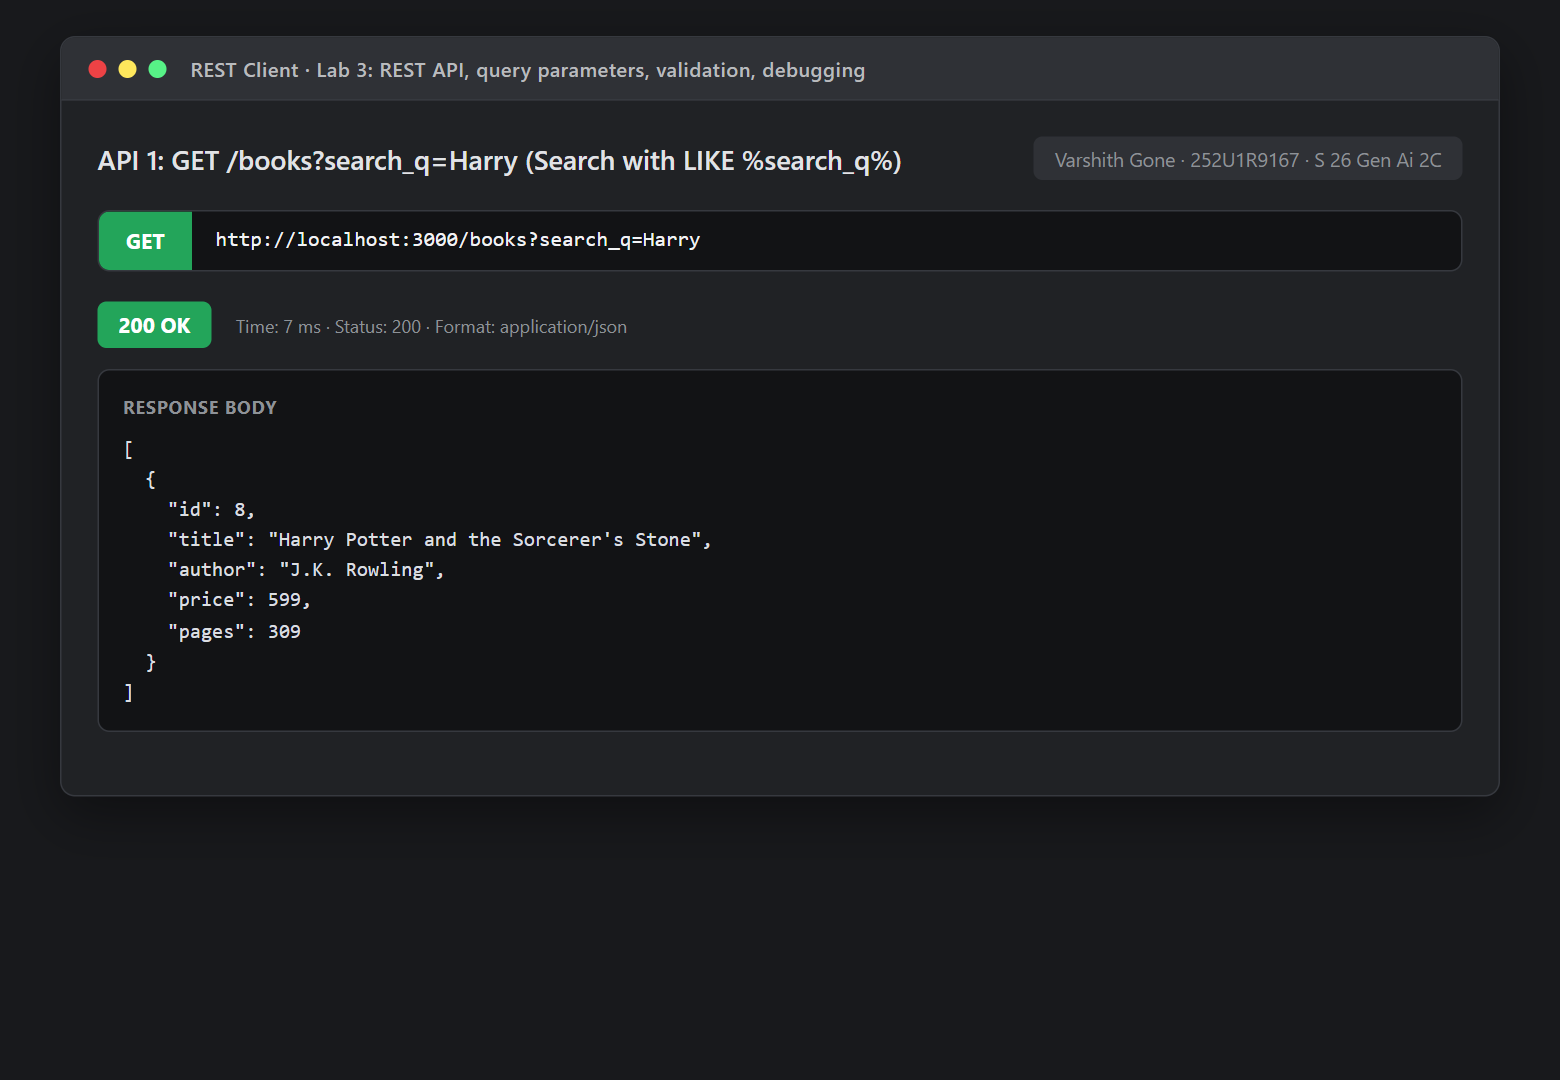 REST Client · Lab 3: REST API, query parameters, validation, debugging
API 1: GET /books?search_q=Harry (Search with LIKE %search_q%)
Varshith Gone · 252U1R9167 · S 26 Gen Ai 2C
GET http://localhost:3000/books?search_q=Harry
200 OK Time: 7 ms · Status: 200 · Format: application/json
RESPONSE BODY
[
  {
    "id": 8,
    "title": "Harry Potter and the Sorcerer's Stone",
    "author": "J.K. Rowling",
    "price": 599,
    "pages": 309
  }
]